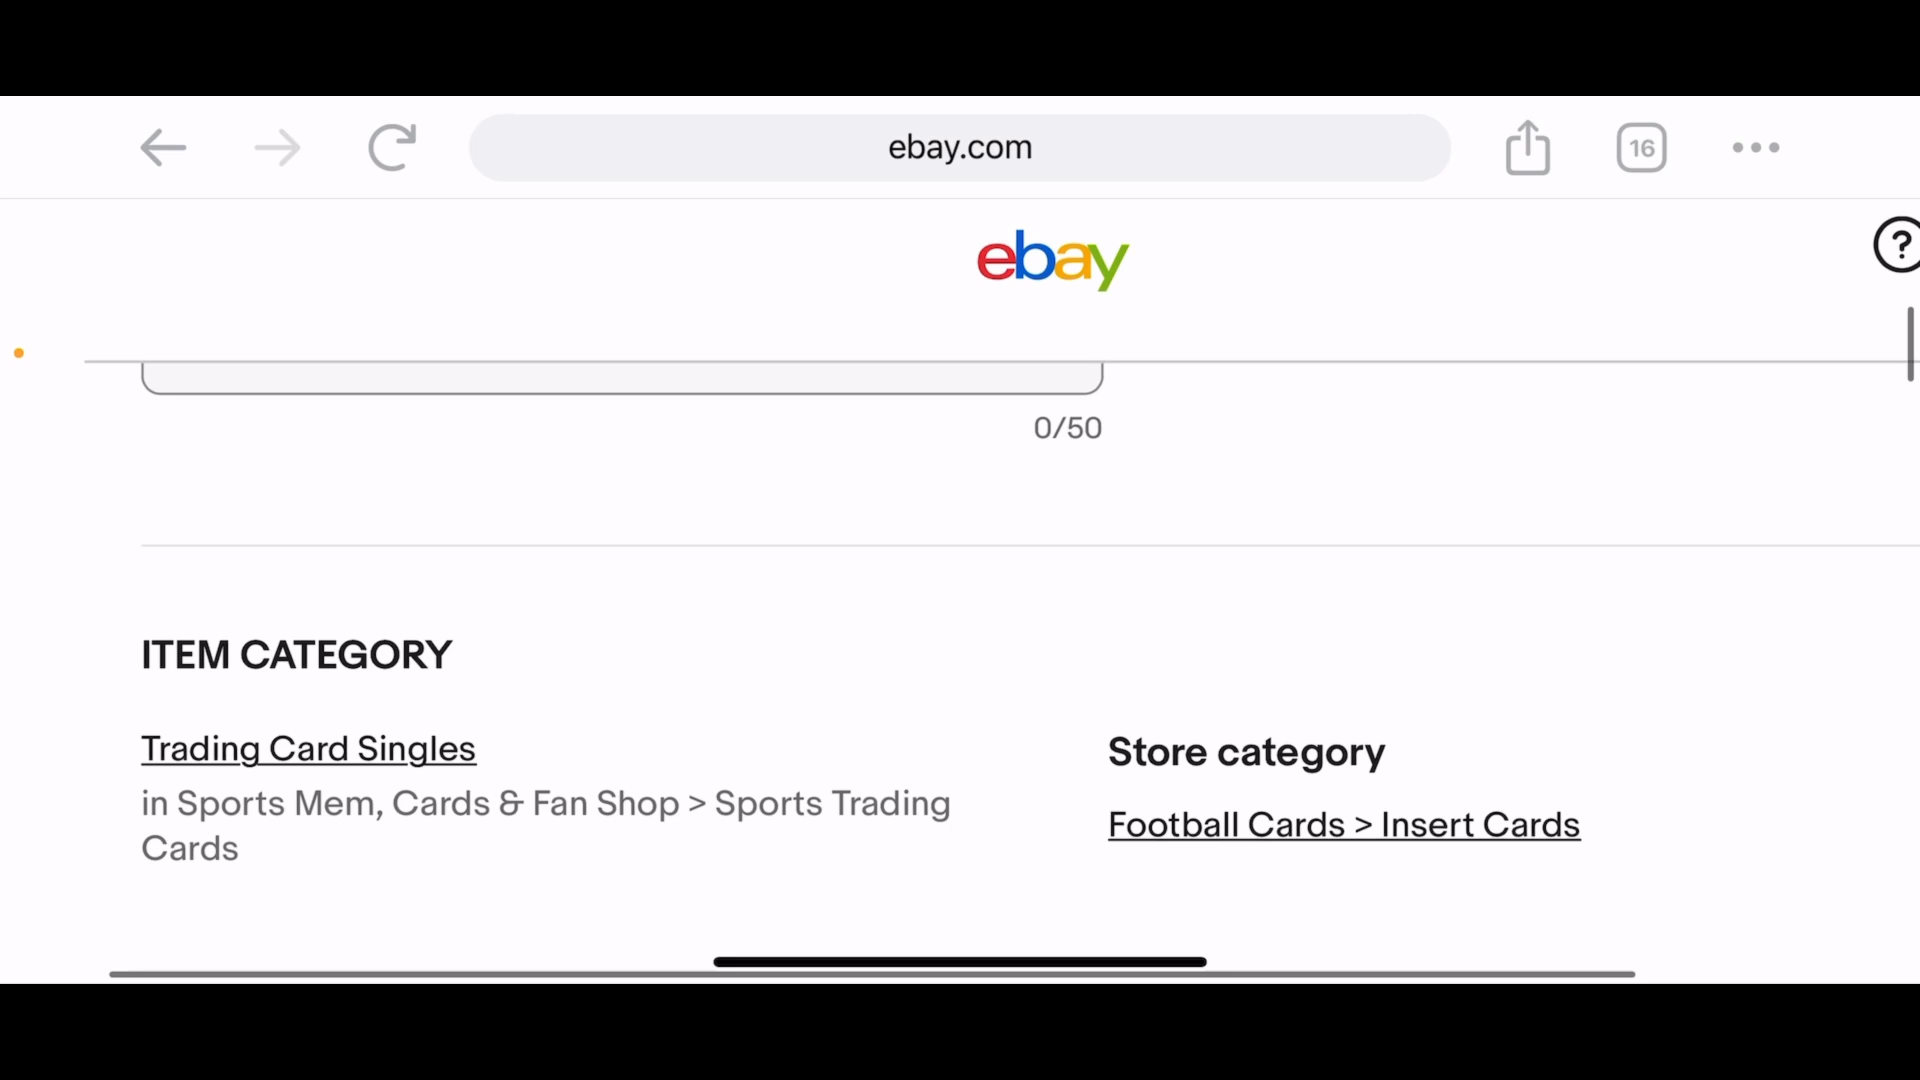 ebay.com
16
ebay
?
0/50
ITEM CATEGORY
Trading Card Singles
in Sports Mem, Cards & Fan Shop > Sports Trading
Cards
Store category
Football Cards > Insert Cards